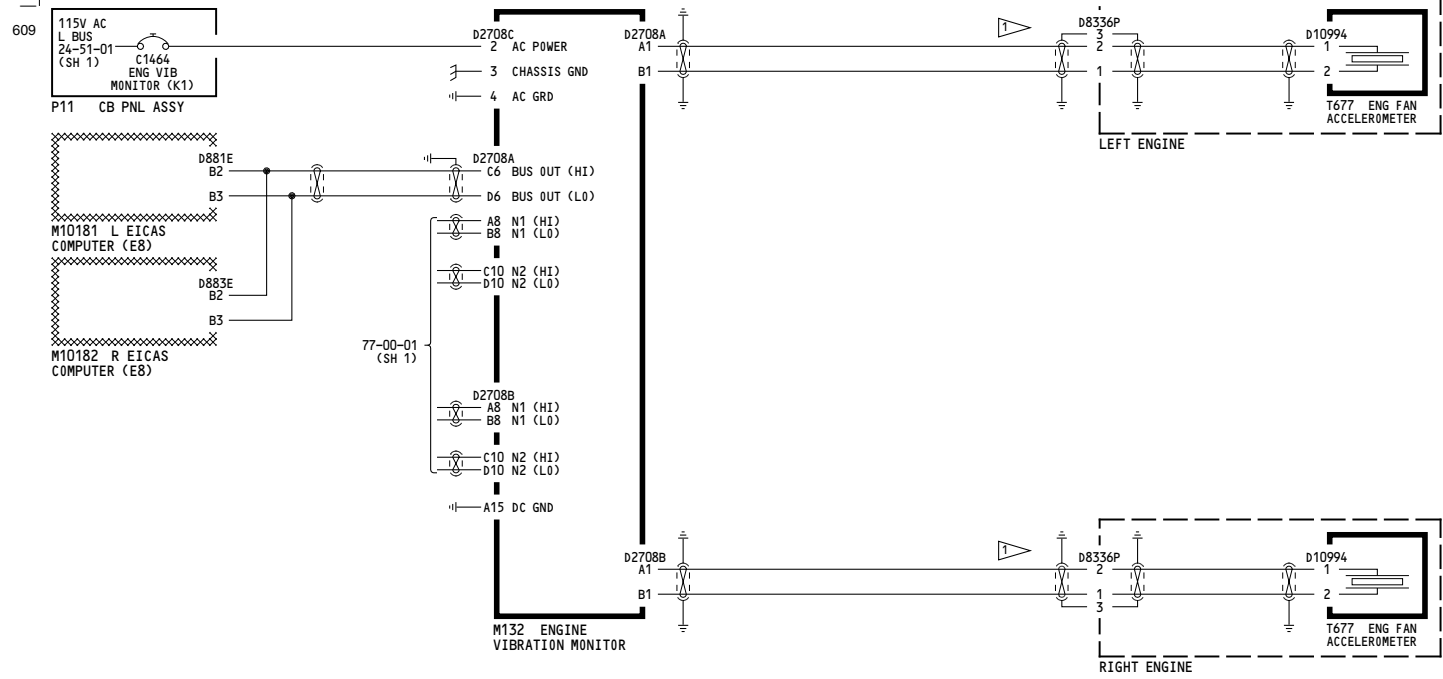 609
115V AC
L BUS
24-51-01
(SH 1)
C1464
ENG VIB
MONITOR (K1)
P11 CB PNL ASSY
D881E
B2
B3
M10181 L EICAS
COMPUTER (E8)
D883E
B2
B3
M10182 R EICAS
COMPUTER (E8)
D2708C
2 AC POWER
3 CHASSIS GND
4 AC GRD
D2708A
C6 BUS OUT (HI)
D6 BUS OUT (LO)
A8 N1 (HI)
B8 N1 (LO)
C10 N2 (HI)
D10 N2 (LO)
77-00-01
(SH 1)
D2708B
A8 N1 (HI)
B8 N1 (LO)
C10 N2 (HI)
D10 N2 (LO)
A15 DC GND
M132 ENGINE
VIBRATION MONITOR
D2708A
A1
B1
1
D8336P
3
2
1
D10994
1
2
T677 ENG FAN
ACCELEROMETER
LEFT ENGINE
D2708B
A1
B1
1
D8336P
2
1
3
D10994
1
2
T677 ENG FAN
ACCELEROMETER
RIGHT ENGINE